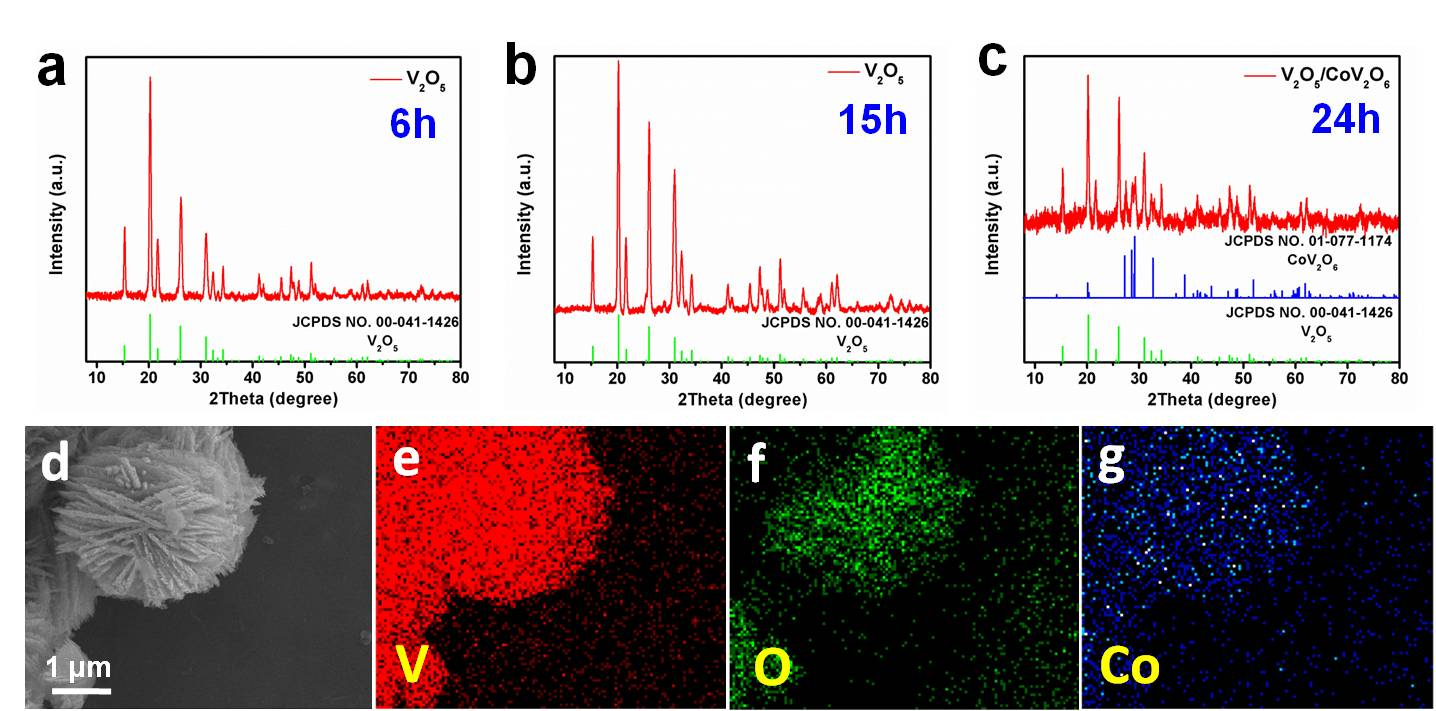 a
V₂O₅
6h
Intensity (a.u.)
JCPDS NO. 00-041-1426
V₂O₅
10 20 30 40 50 60 70 80
2Theta (degree)
b
V₂O₅
15h
Intensity (a.u.)
JCPDS NO. 00-041-1426
V₂O₅
10 20 30 40 50 60 70 80
2Theta (degree)
c
V₂O₅/CoV₂O₆
24h
Intensity (a.u.)
JCPDS NO. 01-077-1174
CoV₂O₆
JCPDS NO. 00-041-1426
V₂O₅
10 20 30 40 50 60 70 80
2Theta (degree)
d
1 μm
e
V
f
O
g
Co